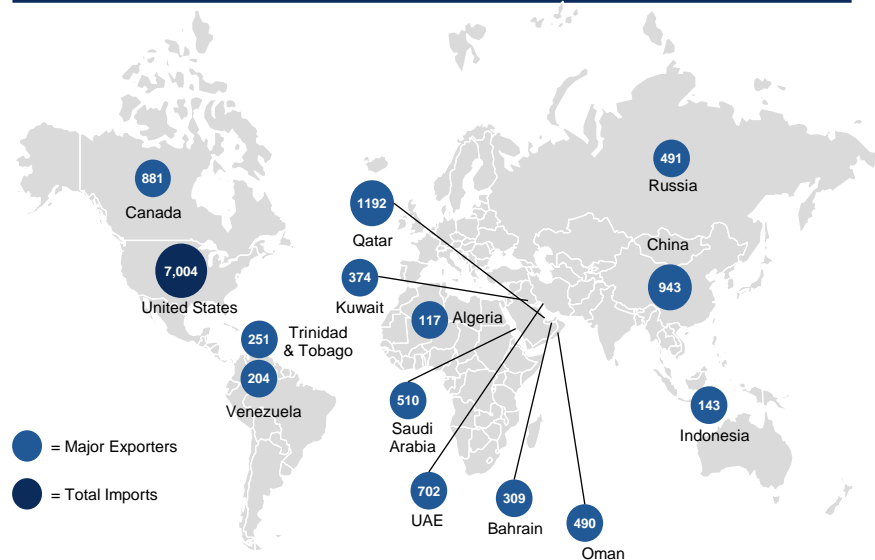 491
Russia
881
Canada
1192
Qatar
China
7,004
United States
374
Kuwait
943
117
Algeria
251
Trinidad
& Tobago
204
Venezuela
510
Saudi
Arabia
143
Indonesia
= Major Exporters
= Total Imports
702
UAE
309
Bahrain
490
Oman